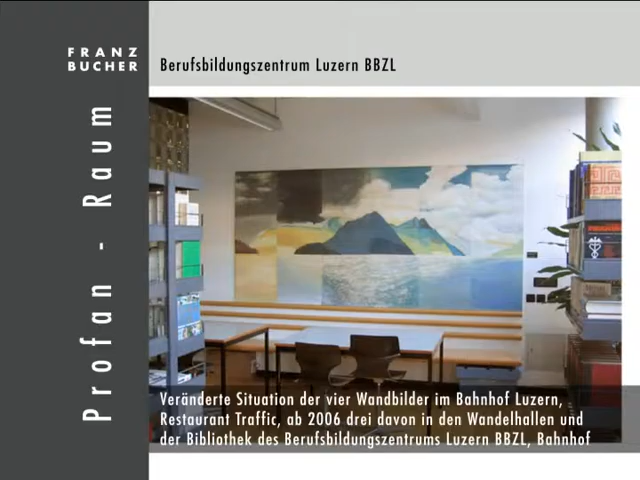 FRANZ
BUCHER
Berufsbildungszentrum Luzern BBZL
Profan - Raum
Veränderte Situation der vier Wandbilder im Bahnhof Luzern,
Restaurant Traffic, ab 2006 drei davon in den Wandelhallen und
der Bibliothek des Berufsbildungszentrums Luzern BBZL, Bahnhof